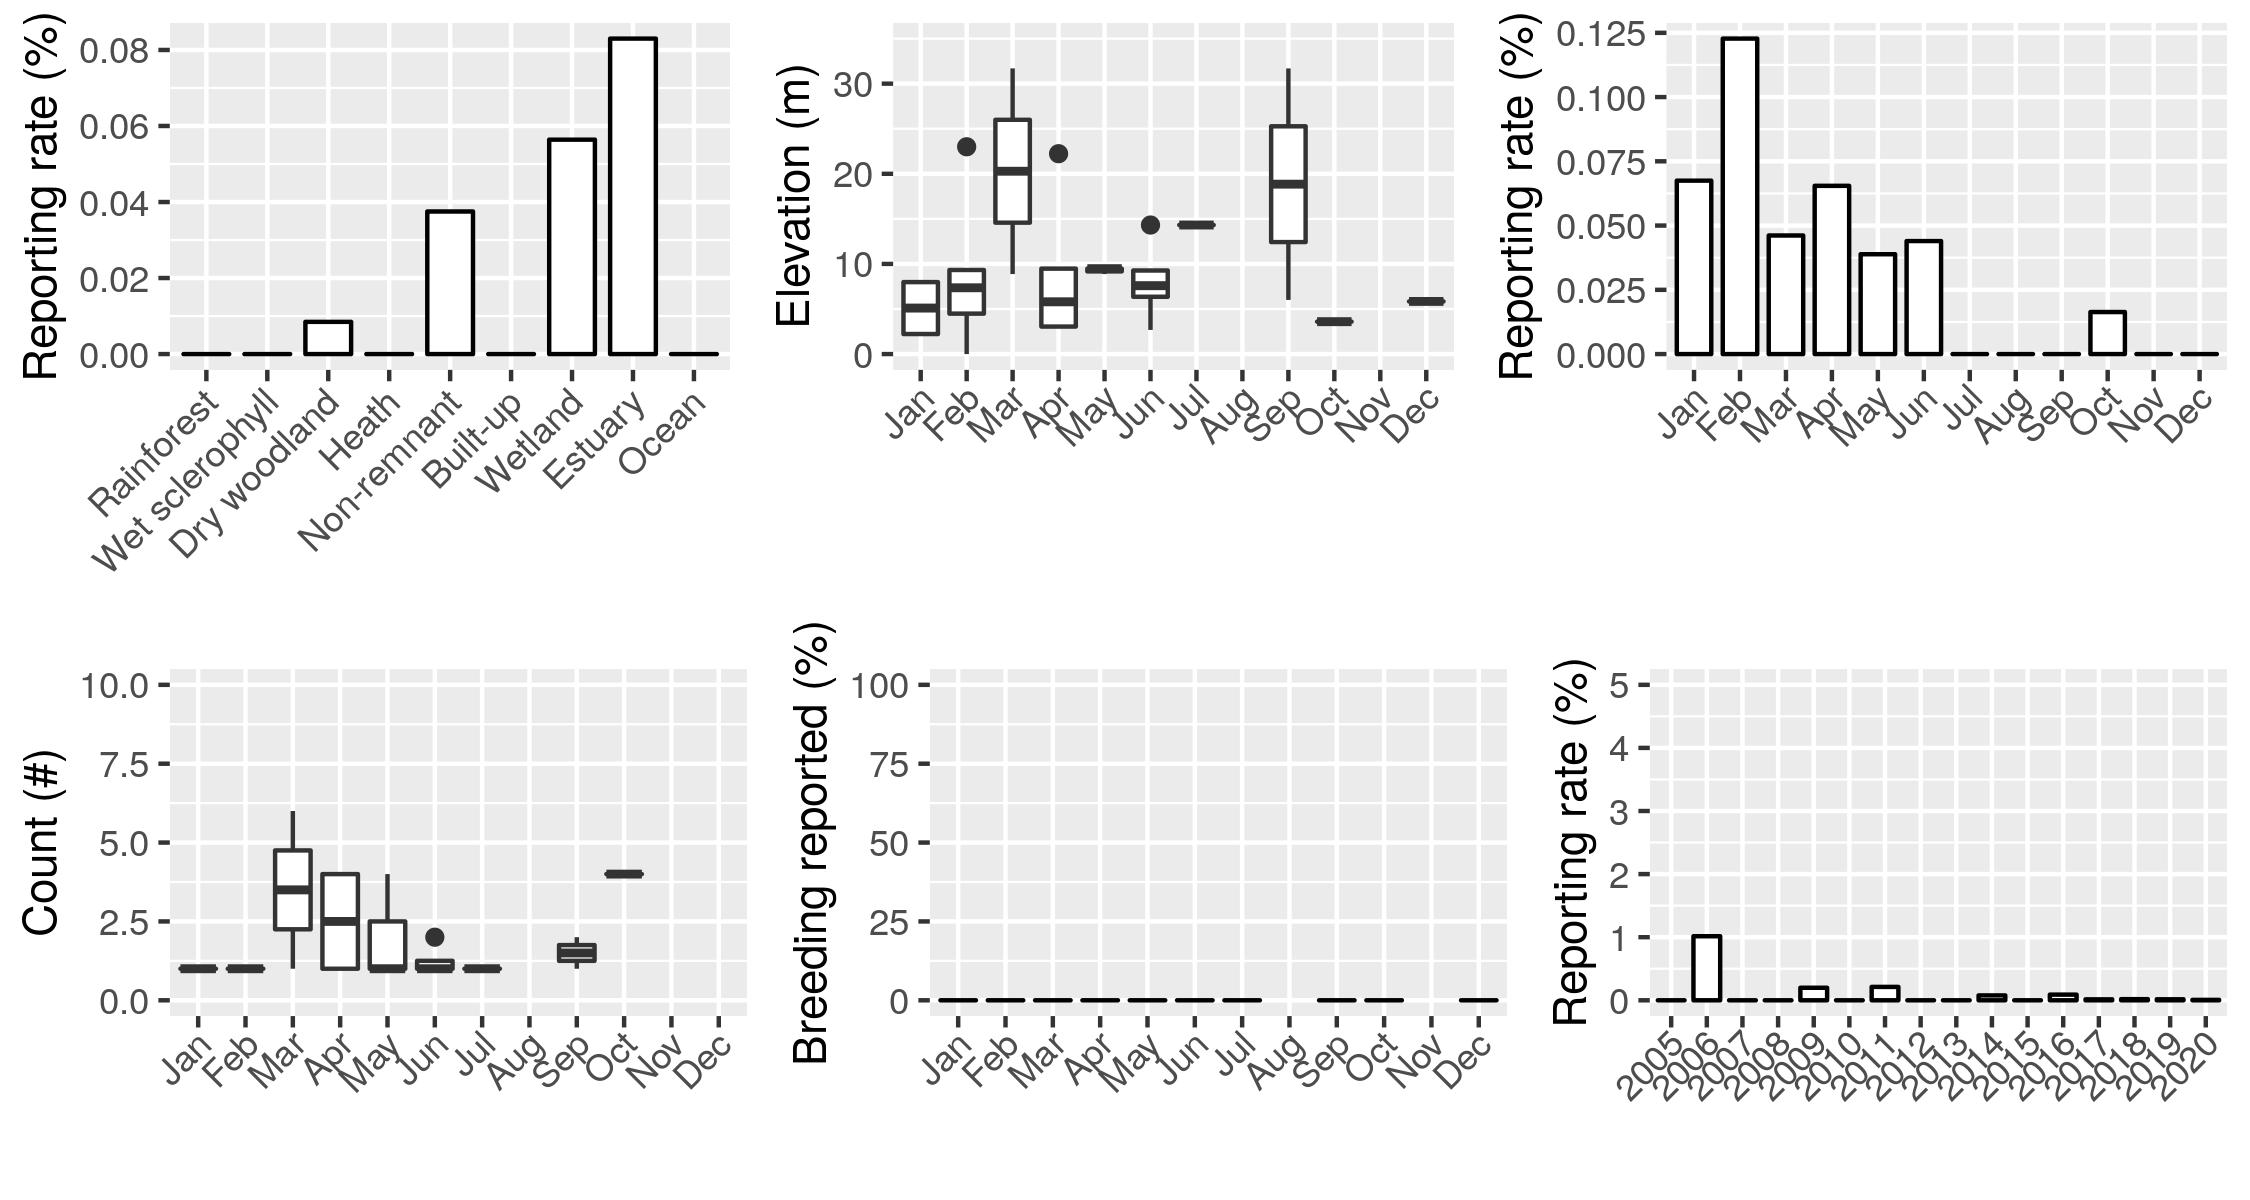 Reporting rate (%)
0.08
0.06
0.04
0.02
0.00
Rainforest
Wet sclerophyll
Dry woodland
Heath
Non-remnant
Built-up
Wetland
Estuary
Ocean
Elevation (m)
30
20
10
0
Jan
Feb
Mar
Apr
May
Jun
Jul
Aug
Sep
Oct
Nov
Dec
Reporting rate (%)
0.125
0.100
0.075
0.050
0.025
0.000
Jan
Feb
Mar
Apr
May
Jun
Jul
Aug
Sep
Oct
Nov
Dec
Count (#)
10.0
7.5
5.0
2.5
0.0
Jan
Feb
Mar
Apr
May
Jun
Jul
Aug
Sep
Oct
Nov
Dec
Breeding reported (%)
100
75
50
25
0
Jan
Feb
Mar
Apr
May
Jun
Jul
Aug
Sep
Oct
Nov
Dec
Reporting rate (%)
5
4
3
2
1
0
2005
2006
2007
2008
2009
2010
2011
2012
2013
2014
2015
2016
2017
2018
2019
2020